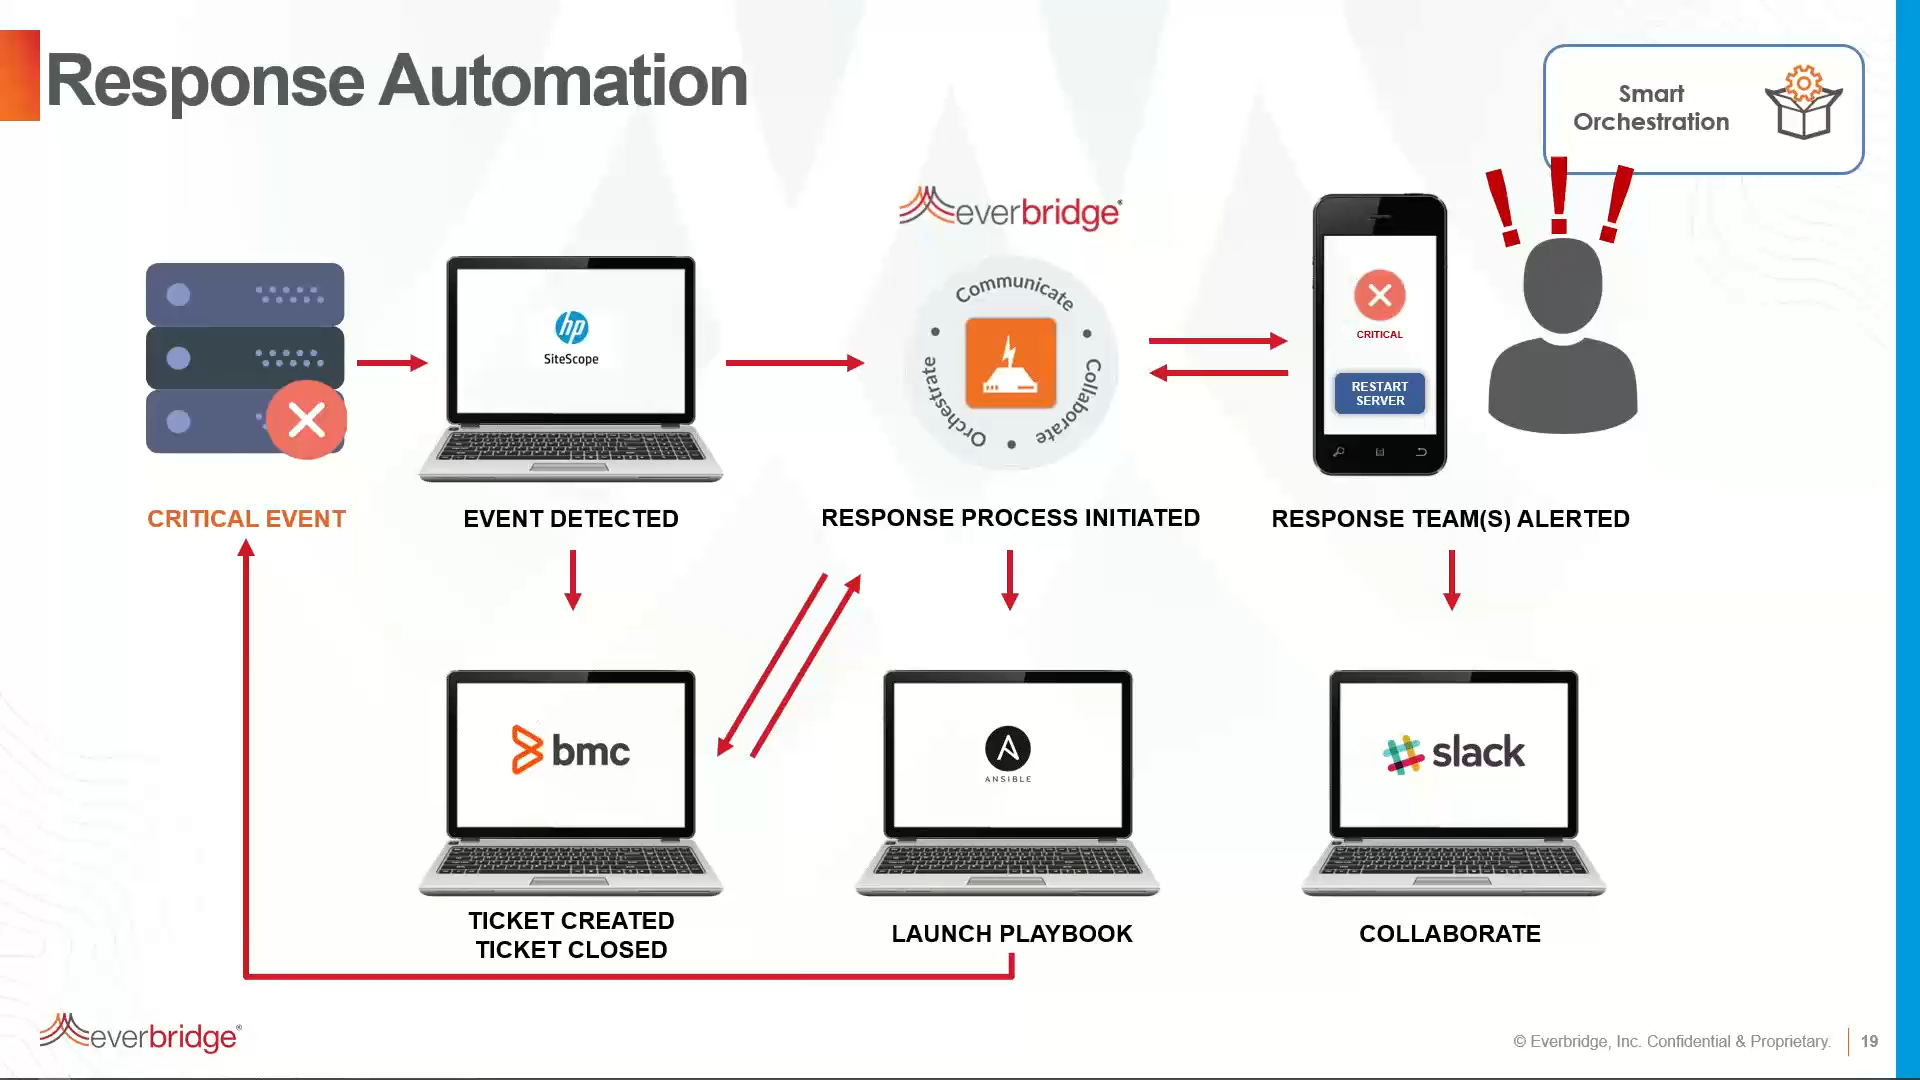 Response Automation
Smart
Orchestration
everbridge®
hp
SiteScope
Communicate
Collaborate
Orchestrate
CRITICAL
RESTART
SERVER
CRITICAL EVENT
EVENT DETECTED
RESPONSE PROCESS INITIATED
RESPONSE TEAM(S) ALERTED
bmc
ANSIBLE
slack
TICKET CREATED
TICKET CLOSED
LAUNCH PLAYBOOK
COLLABORATE
everbridge®
© Everbridge, Inc. Confidential & Proprietary.
19